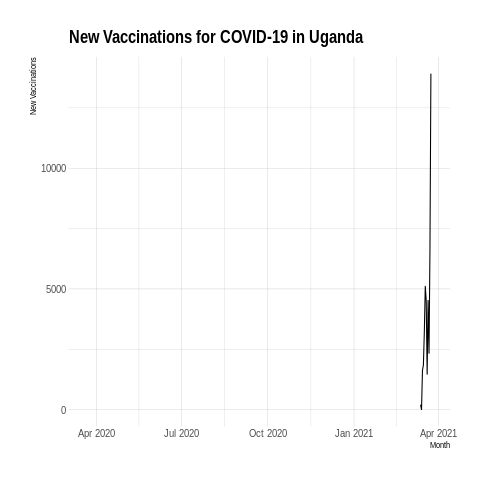 New Vaccinations for COVID-19 in Uganda
New Vaccinations
10000
5000
0
Apr 2020 Jul 2020 Oct 2020 Jan 2021 Apr 2021
Month